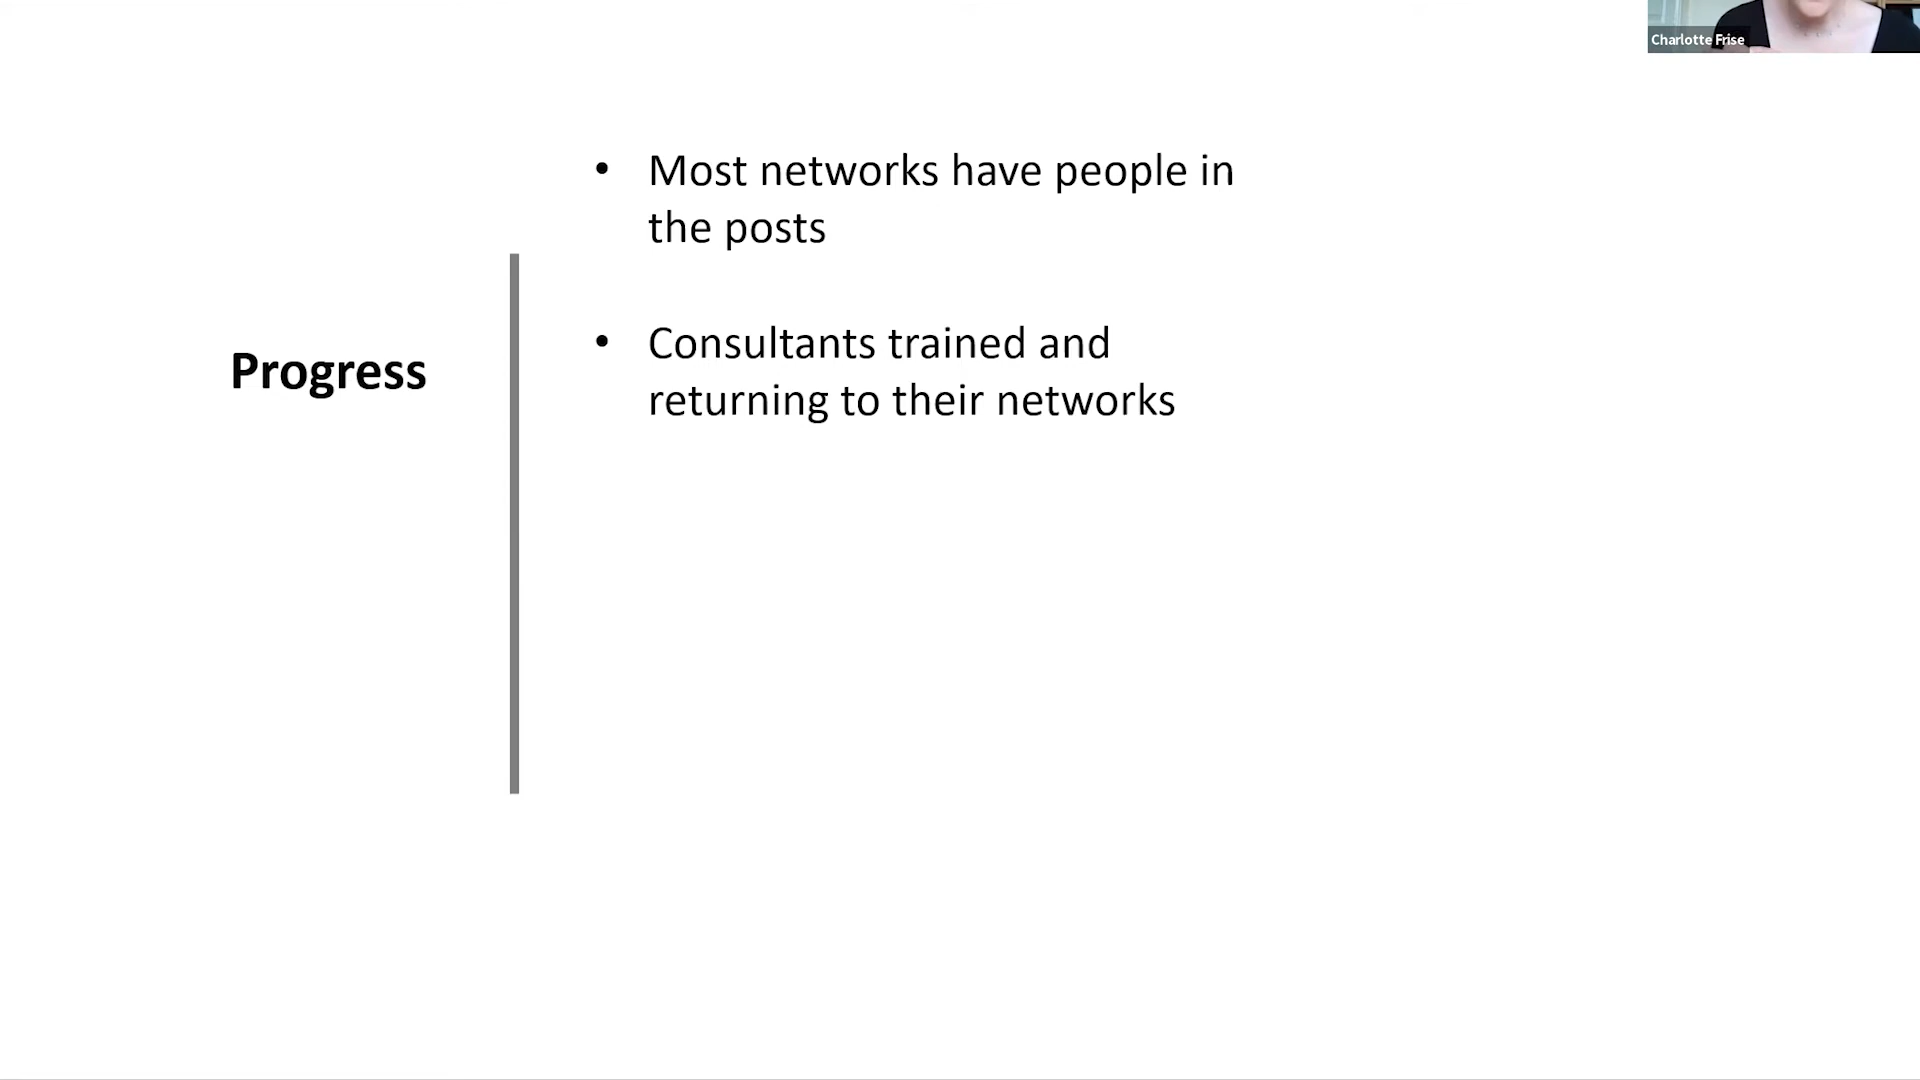 Charlotte Frise
• Most networks have people in
the posts
Progress
• Consultants trained and
returning to their networks